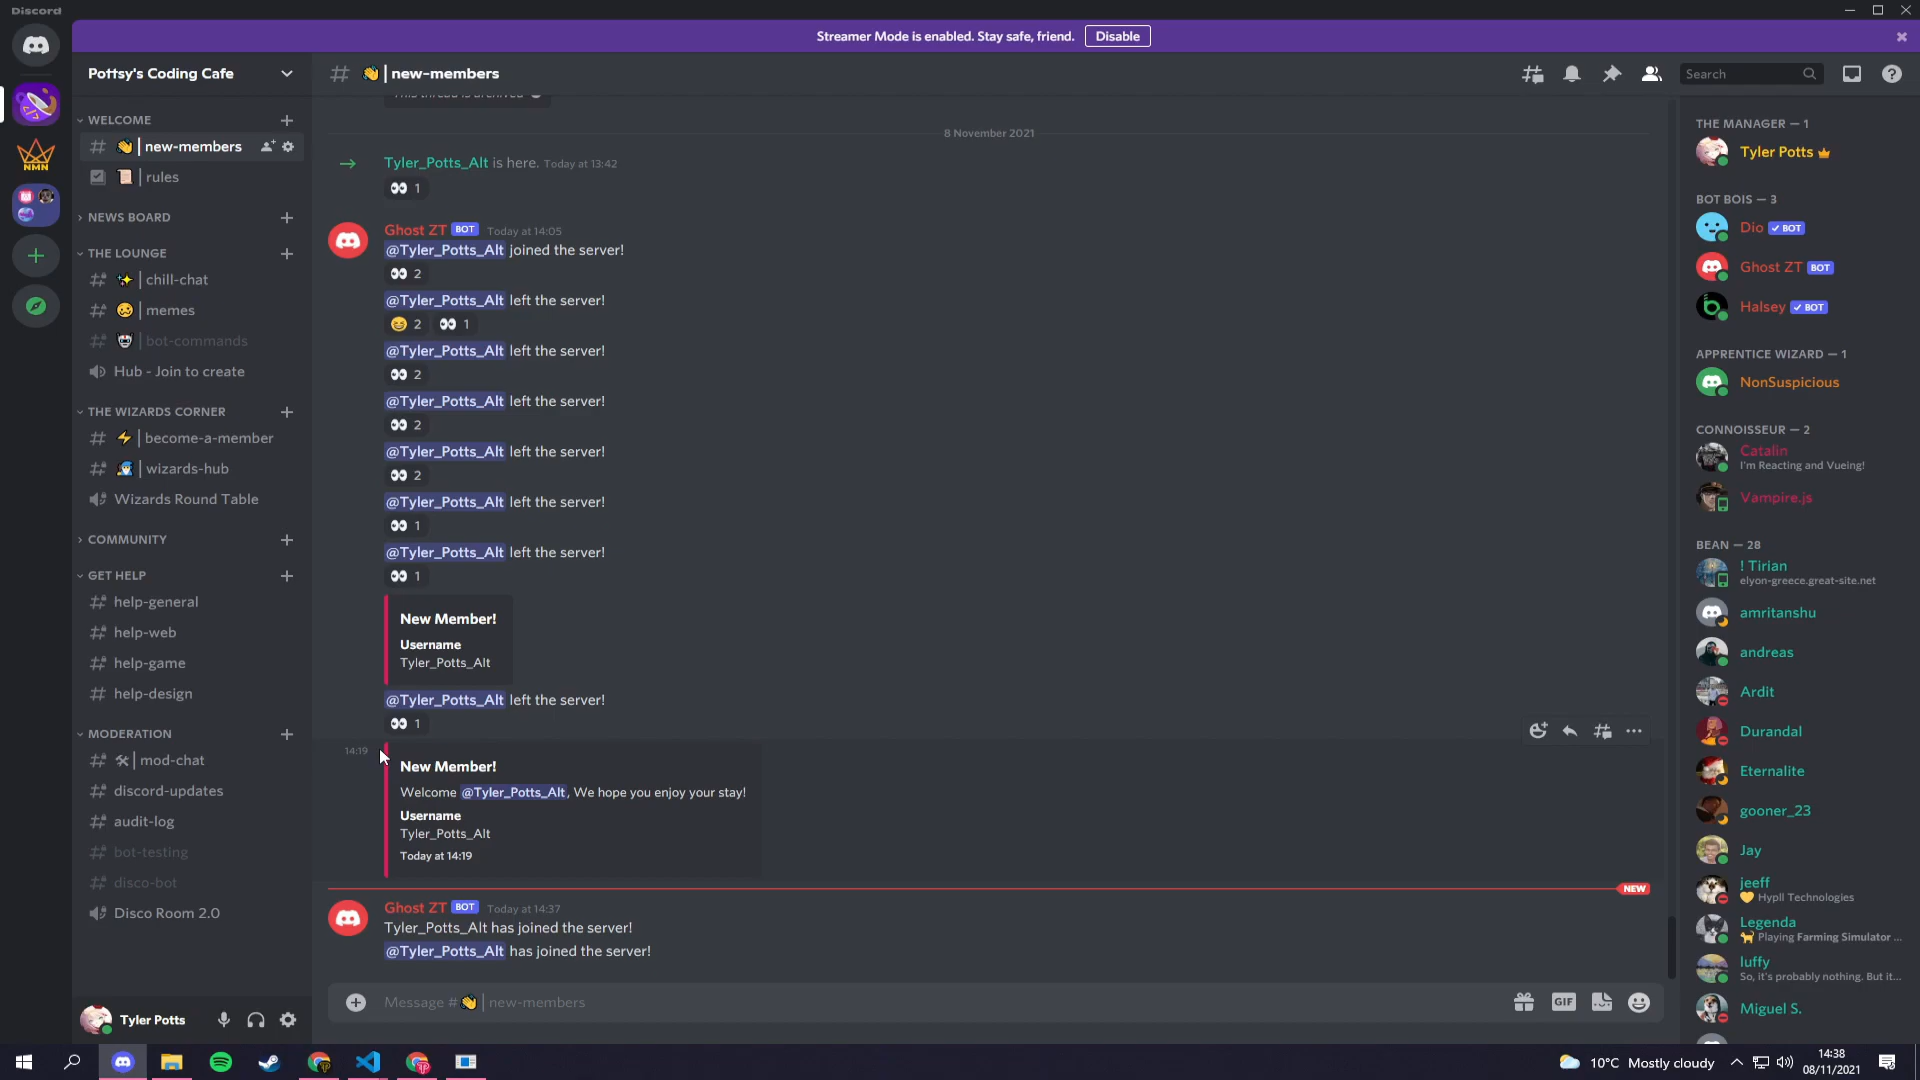 Discord
Streamer Mode is enabled. Stay safe, friend.
Disable
Pottsy's Coding Cafe
NMN
WELCOME
new-members
rules
NEWS BOARD
THE LOUNGE
chill-chat
memes
bot-commands
Hub - Join to create
THE WIZARDS CORNER
become-a-member
wizards-hub
Wizards Round Table
COMMUNITY
GET HELP
help-general
help-web
help-game
help-design
MODERATION
mod-chat
discord-updates
audit-log
bot-testing
disco-bot
Disco Room 2.0
Tyler Potts
# 👋 | new-members
Search
This thread is archived
8 November 2021
Tyler_Potts_Alt is here. Today at 13:42
👀 1
Ghost ZT BOT Today at 14:05
@Tyler_Potts_Alt joined the server!
👀 2
@Tyler_Potts_Alt left the server!
😆 2 👀 1
@Tyler_Potts_Alt left the server!
👀 2
@Tyler_Potts_Alt left the server!
👀 2
@Tyler_Potts_Alt left the server!
👀 2
@Tyler_Potts_Alt left the server!
👀 1
@Tyler_Potts_Alt left the server!
👀 1
New Member!
Username
Tyler_Potts_Alt
@Tyler_Potts_Alt left the server!
👀 1
14:19
New Member!
Welcome @Tyler_Potts_Alt, We hope you enjoy your stay!
Username
Tyler_Potts_Alt
Today at 14:19
NEW
Ghost ZT BOT Today at 14:37
Tyler_Potts_Alt has joined the server!
@Tyler_Potts_Alt has joined the server!
Message #👋 | new-members
GIF
THE MANAGER — 1
Tyler Potts
BOT BOIS — 3
Dio ✓ BOT
Ghost ZT BOT
Halsey ✓ BOT
APPRENTICE WIZARD — 1
NonSuspicious
CONNOISSEUR — 2
Catalin
I'm Reacting and Vueing!
Vampire.js
BEAN — 28
! Tirian
elyon-greece.great-site.net
amritanshu
andreas
Ardit
Durandal
Eternalite
gooner_23
Jay
jeeff
💛 Hypll Technologies
Legenda
Playing Farming Simulator ...
luffy
So, it's probably nothing. But it...
Miguel S.
10°C Mostly cloudy
14:38
08/11/2021